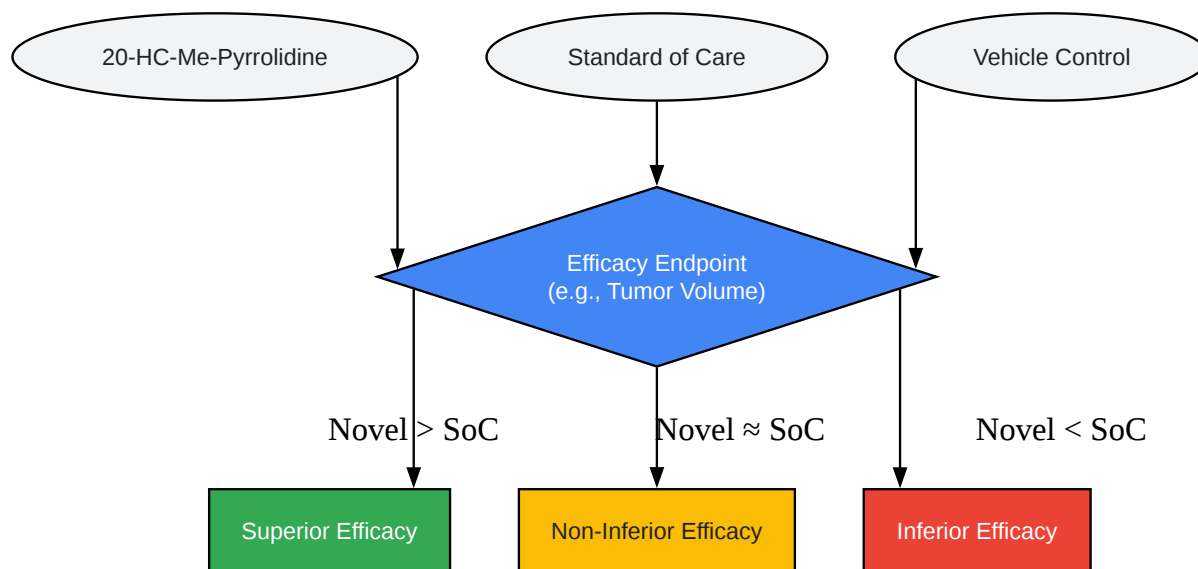 20-HC-Me-Pyrrolidine
Standard of Care
Vehicle Control
Efficacy Endpoint
(e.g., Tumor Volume)
Novel > SoC
Novel ≈ SoC
Novel < SoC
Superior Efficacy
Non-Inferior Efficacy
Inferior Efficacy